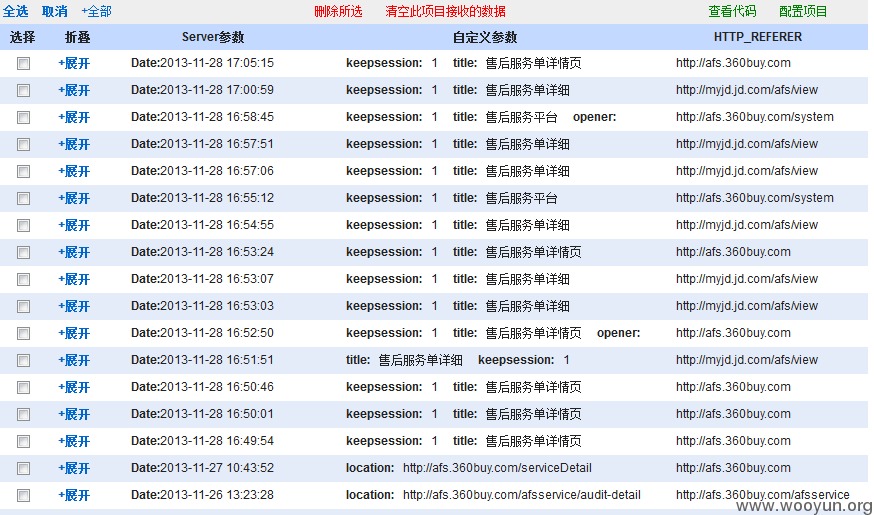 全选 取消 +全部 删除所选 清空此项目接收的数据 查看代码 配置项目
选择 折叠 Server参数 自定义参数 HTTP_REFERER
+展开 Date:2013-11-28 17:05:15 keepsession: 1 title: 售后服务单详情页 http://afs.360buy.com
+展开 Date:2013-11-28 17:00:59 keepsession: 1 title: 售后服务单详细 http://myjd.jd.com/afs/view
+展开 Date:2013-11-28 16:58:45 keepsession: 1 title: 售后服务平台 opener: http://afs.360buy.com/system
+展开 Date:2013-11-28 16:57:51 keepsession: 1 title: 售后服务单详细 http://myjd.jd.com/afs/view
+展开 Date:2013-11-28 16:57:06 keepsession: 1 title: 售后服务单详细 http://myjd.jd.com/afs/view
+展开 Date:2013-11-28 16:55:12 keepsession: 1 title: 售后服务平台 http://afs.360buy.com/system
+展开 Date:2013-11-28 16:54:55 keepsession: 1 title: 售后服务单详细 http://myjd.jd.com/afs/view
+展开 Date:2013-11-28 16:53:24 keepsession: 1 title: 售后服务单详情页 http://afs.360buy.com
+展开 Date:2013-11-28 16:53:07 keepsession: 1 title: 售后服务单详细 http://myjd.jd.com/afs/view
+展开 Date:2013-11-28 16:53:03 keepsession: 1 title: 售后服务单详细 http://myjd.jd.com/afs/view
+展开 Date:2013-11-28 16:52:50 keepsession: 1 title: 售后服务单详情页 opener: http://afs.360buy.com
+展开 Date:2013-11-28 16:51:51 title: 售后服务单详细 keepsession: 1 http://myjd.jd.com/afs/view
+展开 Date:2013-11-28 16:50:46 keepsession: 1 title: 售后服务单详情页 http://afs.360buy.com
+展开 Date:2013-11-28 16:50:01 keepsession: 1 title: 售后服务单详情页 http://afs.360buy.com
+展开 Date:2013-11-28 16:49:54 keepsession: 1 title: 售后服务单详情页 http://afs.360buy.com
+展开 Date:2013-11-27 10:43:52 location: http://afs.360buy.com/serviceDetail http://afs.360buy.com
+展开 Date:2013-11-26 13:23:28 location: http://afs.360buy.com/afsservice/audit-detail http://afs.360buy.com/afsservice
www.wooyun.org